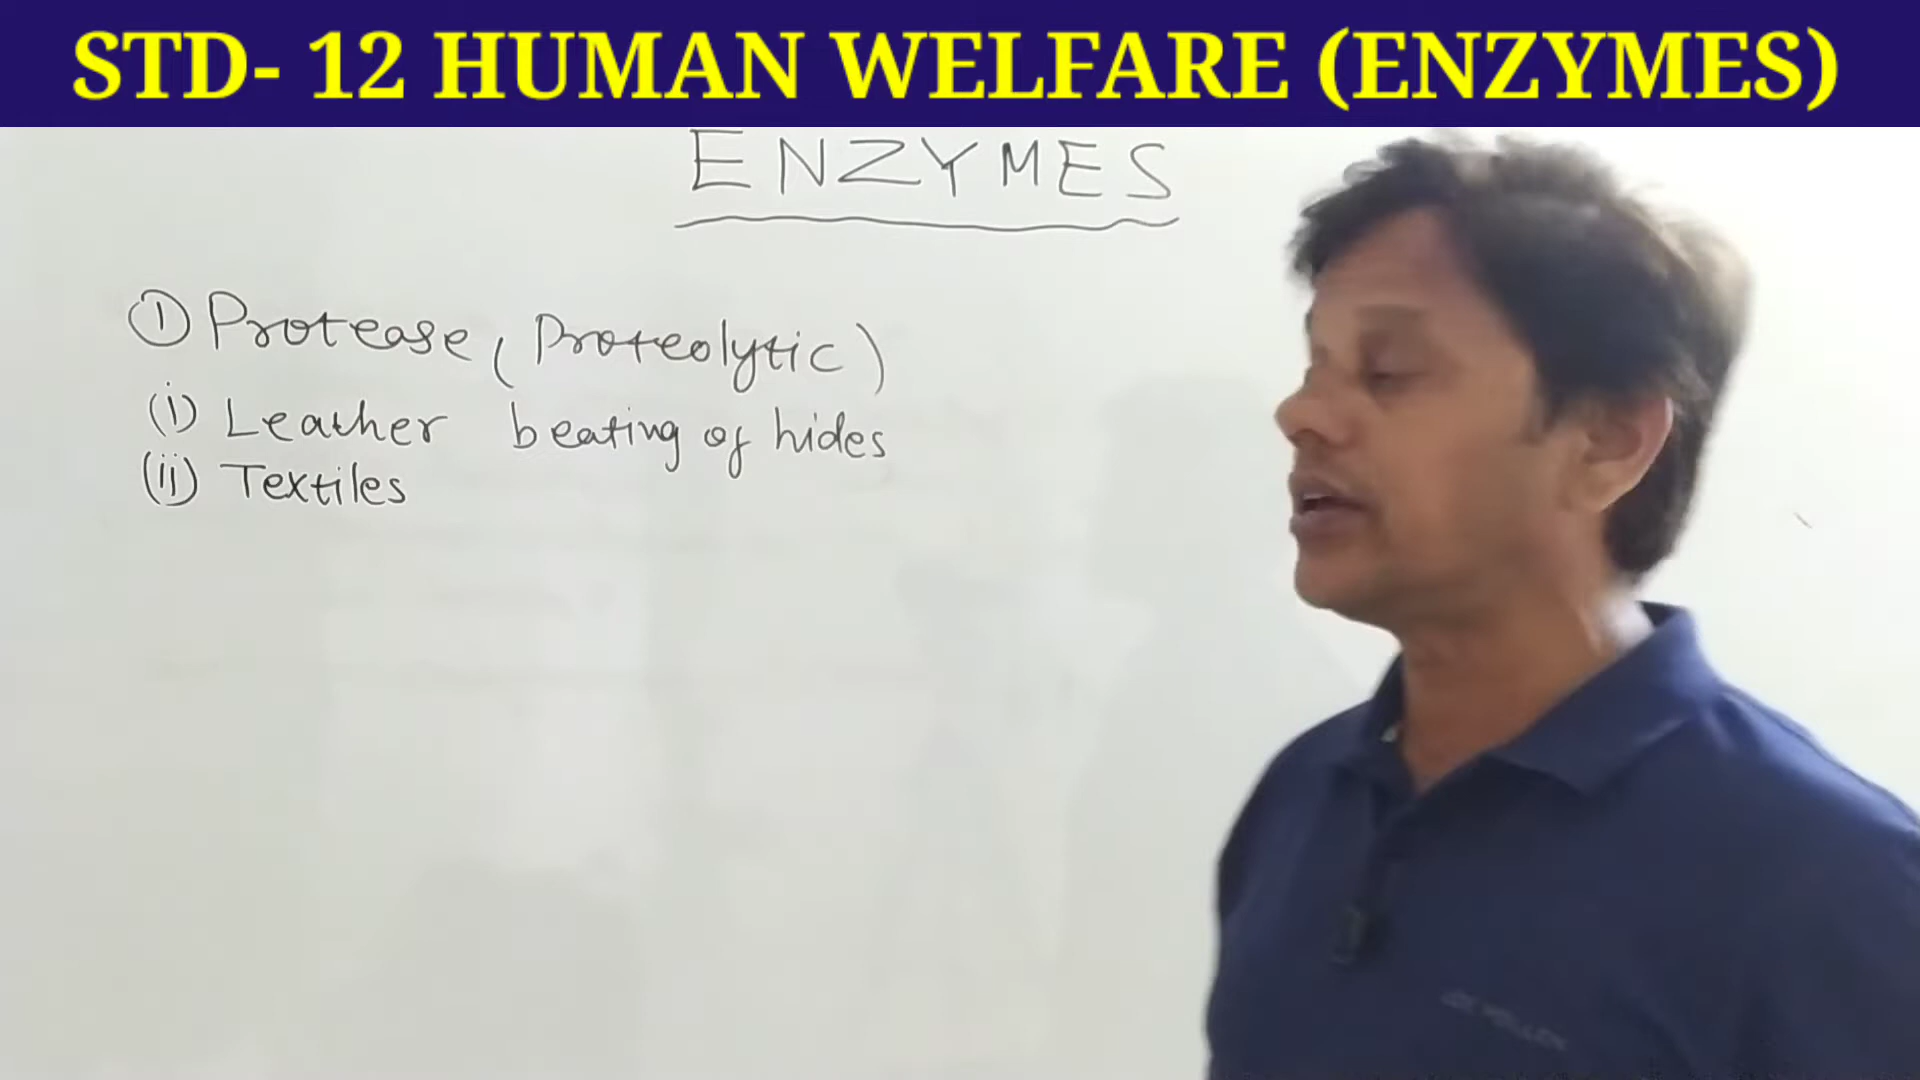 STD- 12 HUMAN WELFARE (ENZYMES)
ENZYMES
① Protease (Proteolytic)
(i) Leather beating of hides
(ii) Textiles